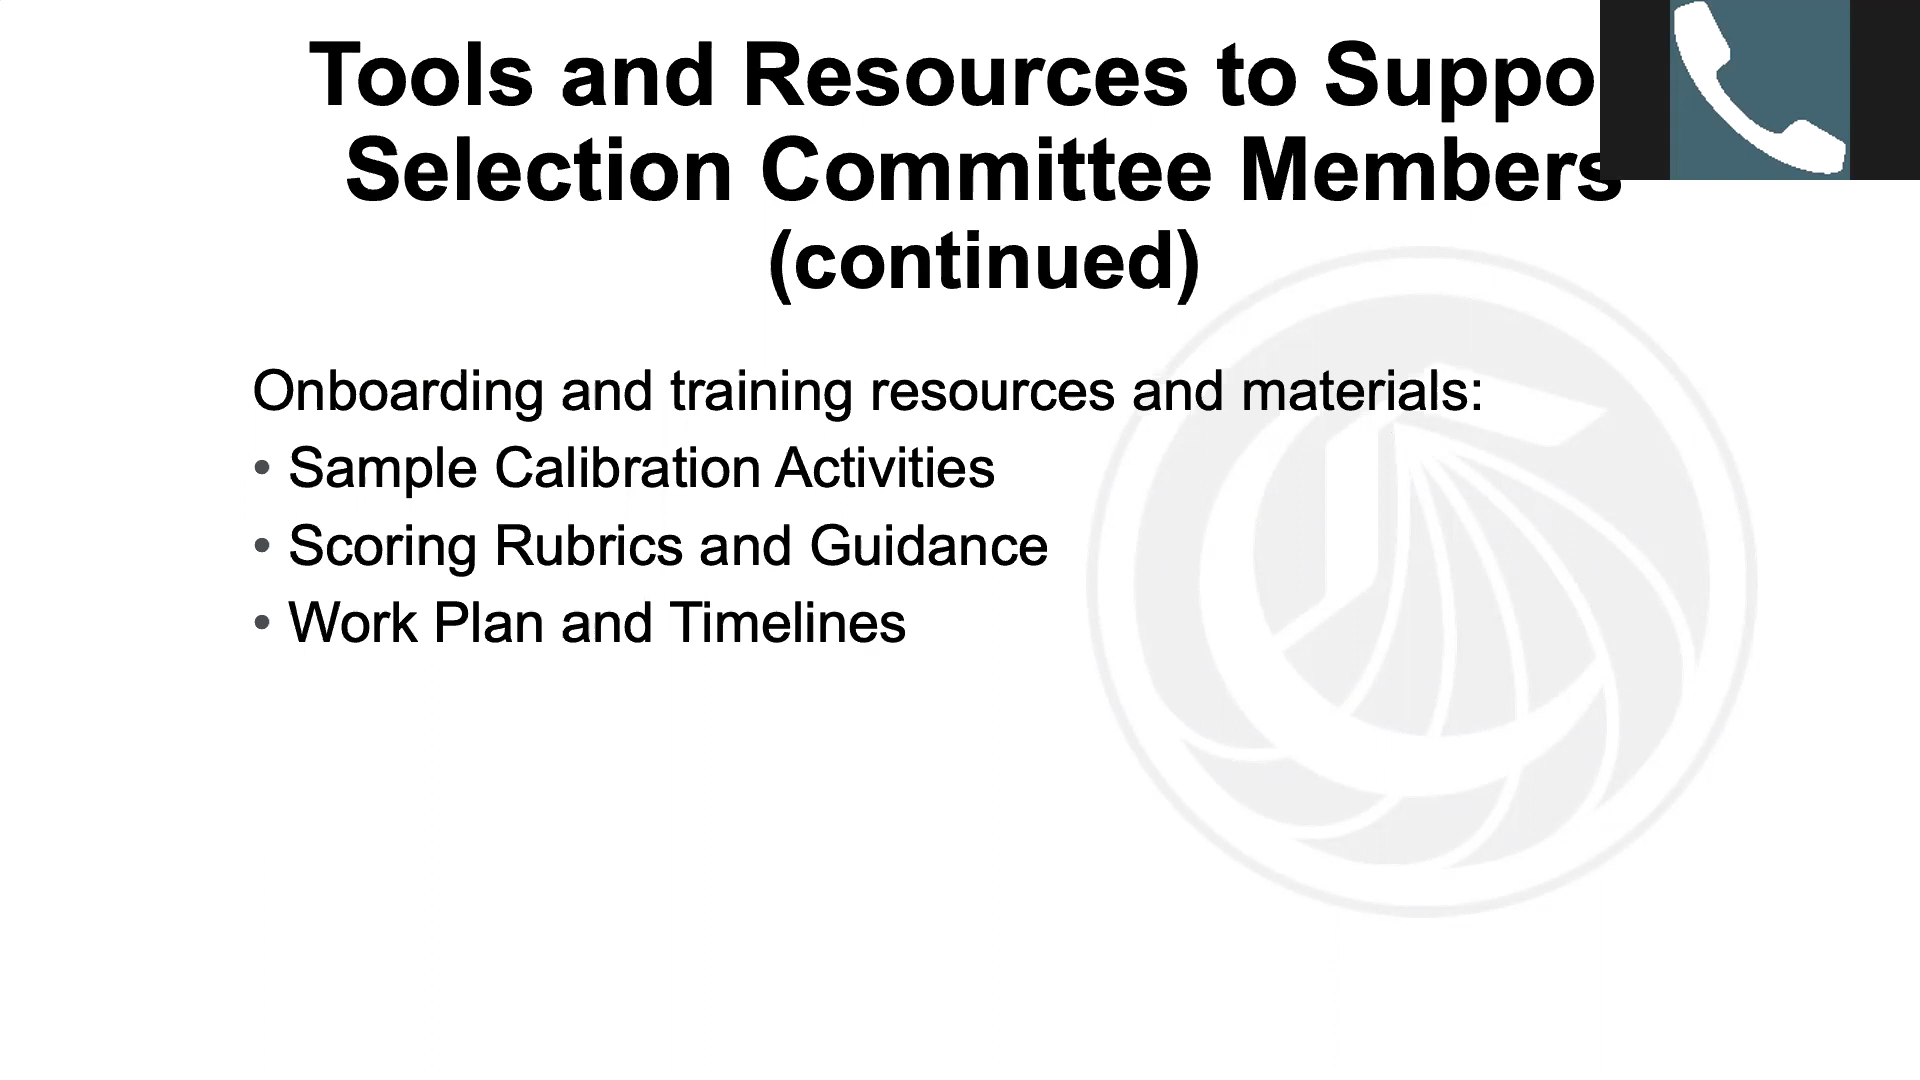 Tools and Resources to Suppo
Selection Committee Members
(continued)
Onboarding and training resources and materials:
• Sample Calibration Activities
• Scoring Rubrics and Guidance
• Work Plan and Timelines